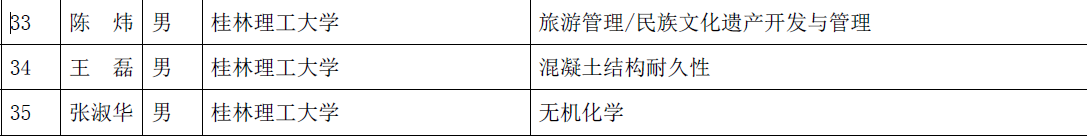 33 陈　炜 男 桂林理工大学 旅游管理/民族文化遗产开发与管理
34 王　磊 男 桂林理工大学 混凝土结构耐久性
35 张淑华 男 桂林理工大学 无机化学